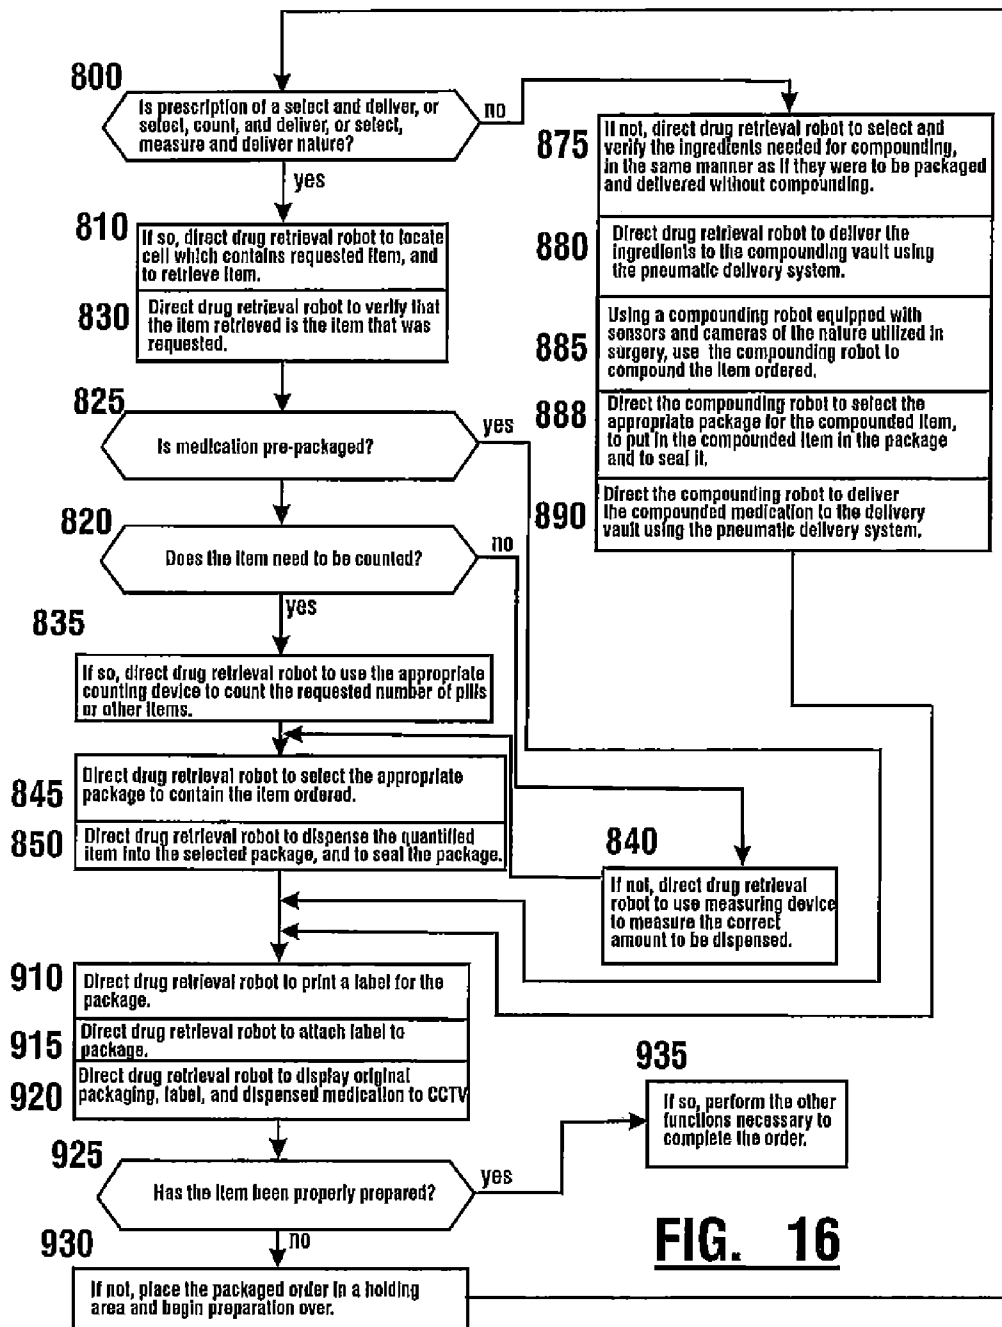 800
Is prescription of a select and deliver, or
select, count, and deliver, or select,
measure and deliver nature?
no
yes
810
If so, direct drug retrieval robot to locate
cell which contains requested item, and
to retrieve item.
830
Direct drug retrieval robot to verify that
the item retrieved is the item that was
requested.
825
Is medication pre-packaged?
yes
820
Does the item need to be counted?
no
yes
835
If so, direct drug retrieval robot to use the appropriate
counting device to count the requested number of pills
or other items.
845
Direct drug retrieval robot to select the appropriate
package to contain the item ordered.
850
Direct drug retrieval robot to dispense the quantified
item into the selected package, and to seal the package.
875
If not, direct drug retrieval robot to select and
verify the ingredients needed for compounding,
in the same manner as if they were to be packaged
and delivered without compounding.
880
Direct drug retrieval robot to deliver the
ingredients to the compounding vault using
the pneumatic delivery system.
885
Using a compounding robot equipped with
sensors and cameras of the nature utilized in
surgery, use the compounding robot to
compound the item ordered.
888
Direct the compounding robot to select the
appropriate package for the compounded item,
to put in the compounded item in the package
and to seal it.
890
Direct the compounding robot to deliver
the compounded medication to the delivery
vault using the pneumatic delivery system.
840
If not, direct drug retrieval
robot to use measuring device
to measure the correct
amount to be dispensed.
910
Direct drug retrieval robot to print a label for the
package.
915
Direct drug retrieval robot to attach label to
package.
920
Direct drug retrieval robot to display original
packaging, label, and dispensed medication to CCTV
925
Has the item been properly prepared?
yes
no
935
If so, perform the other
functions necessary to
complete the order.
930
If not, place the packaged order in a holding
area and begin preparation over.
FIG. 16